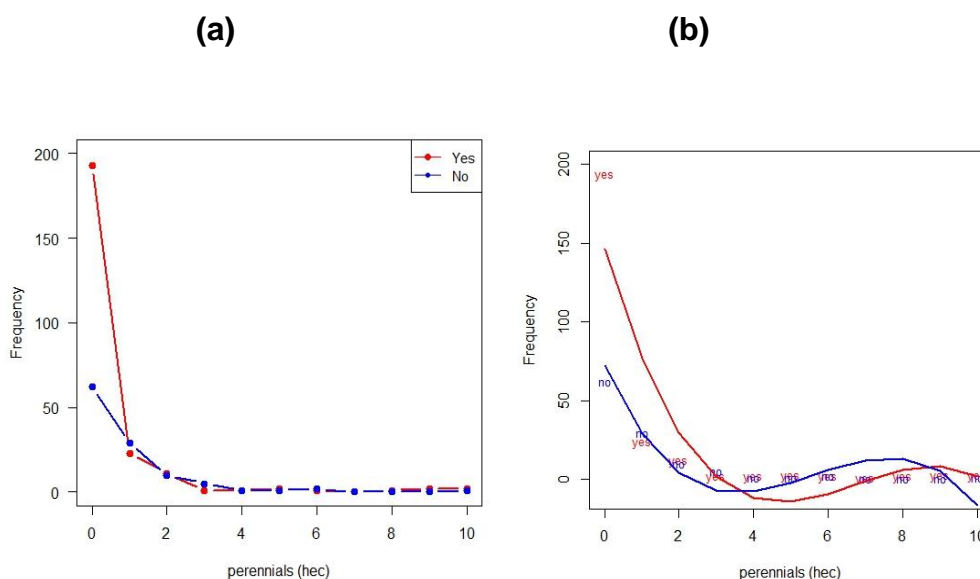 (a)
(b)
200
150
100
50
0
Frequency
0 2 4 6 8 10
perennials (hec)
Yes
No
200
150
100
50
0
Frequency
yes
no
no
yes
0 2 4 6 8 10
perennials (hec)